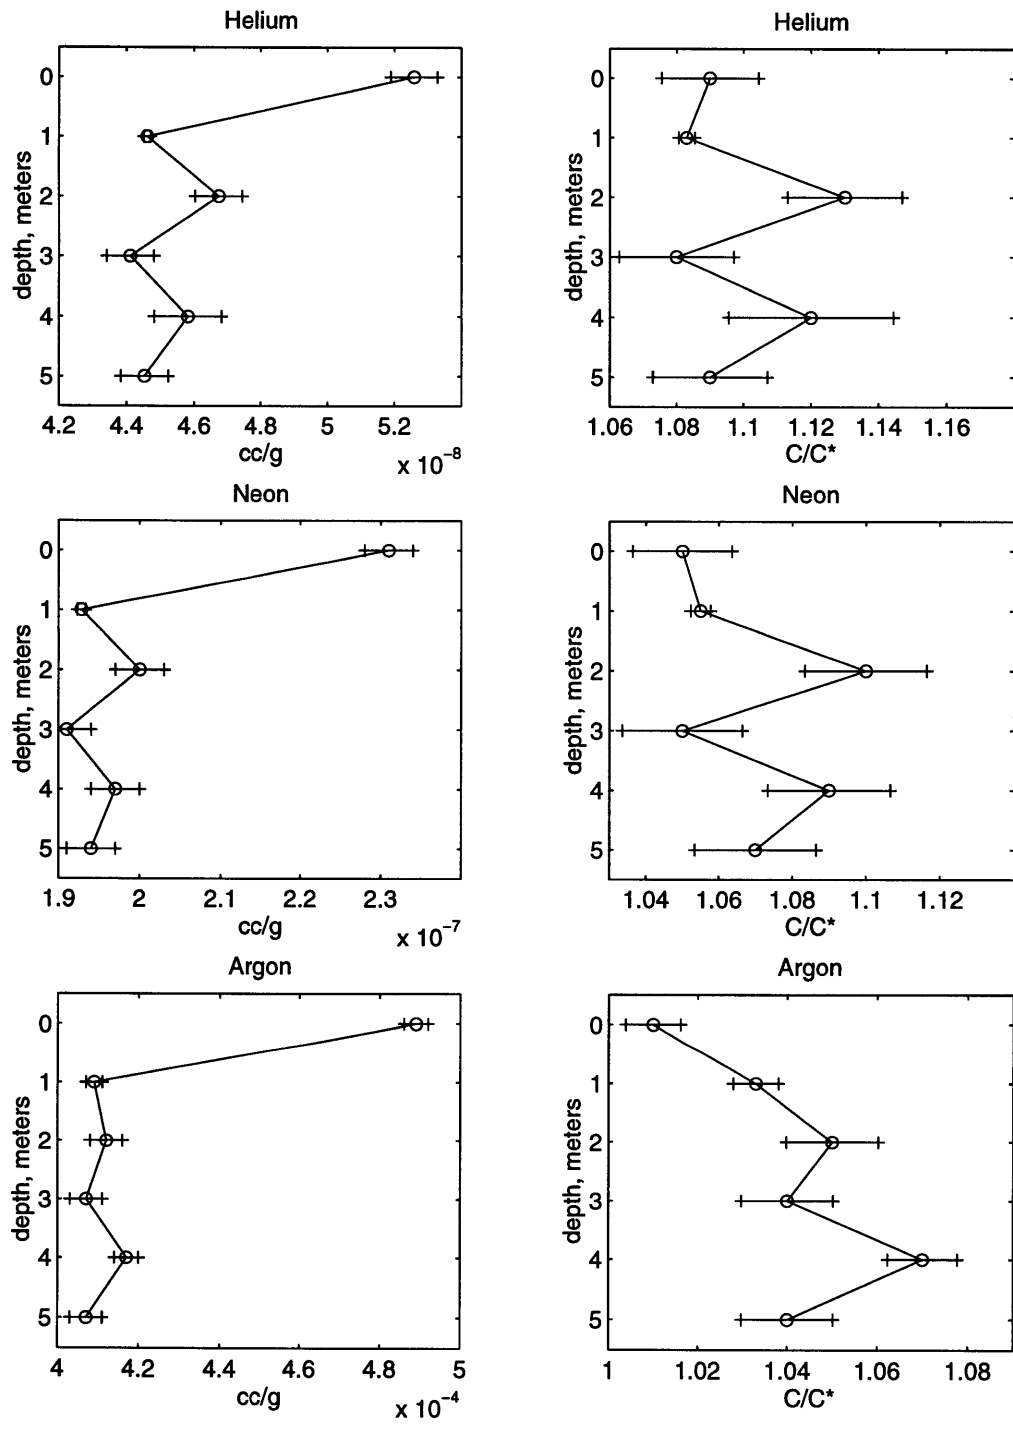 Helium
0
1
2
3
4
5
depth, meters
4.2 4.4 4.6 4.8 5 5.2
cc/g
x 10⁻⁸
Helium
0
1
2
3
4
5
depth, meters
1.06 1.08 1.1 1.12 1.14 1.16
C/C*
Neon
0
1
2
3
4
5
depth, meters
1.9 2 2.1 2.2 2.3
cc/g
x 10⁻⁷
Neon
0
1
2
3
4
5
depth, meters
1.04 1.06 1.08 1.1 1.12
C/C*
Argon
0
1
2
3
4
5
depth, meters
4 4.2 4.4 4.6 4.8 5
cc/g
x 10⁻⁴
Argon
0
1
2
3
4
5
depth, meters
1 1.02 1.04 1.06 1.08
C/C*